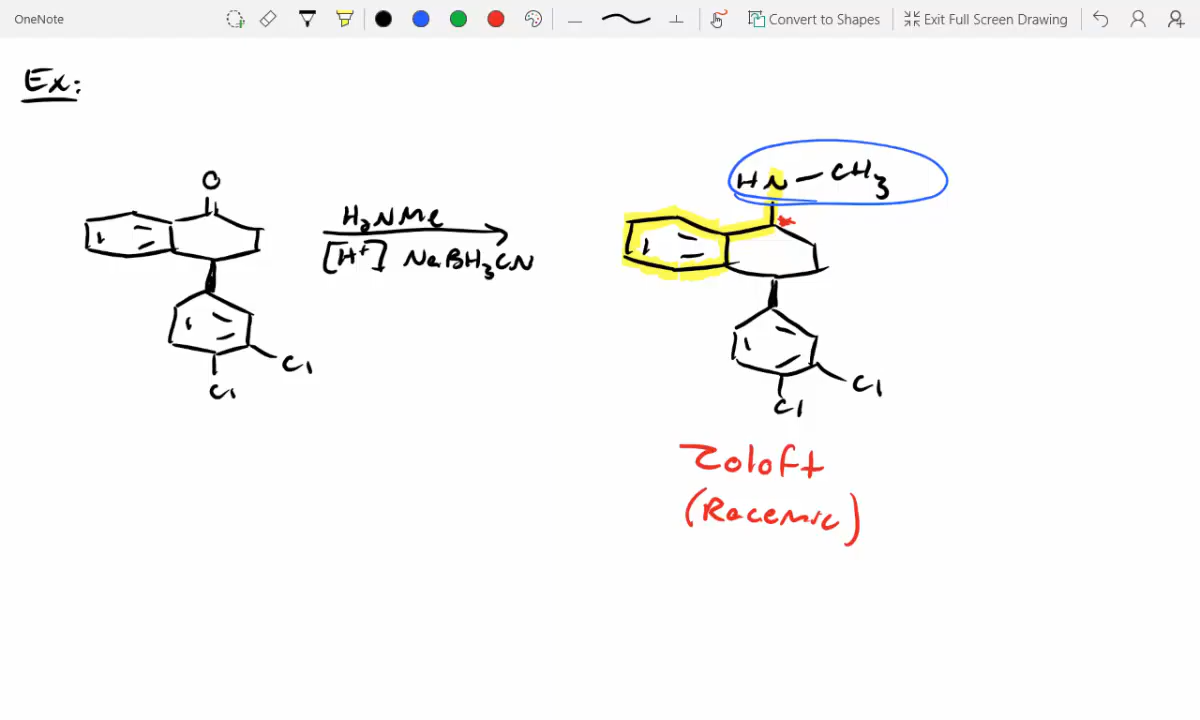 OneNote
Convert to Shapes
Exit Full Screen Drawing
Ex:
O
Cl
Cl
H2NMe
[H+] NaBH3CN
HN-CH3
Cl
Cl
Zoloft
(Racemic)